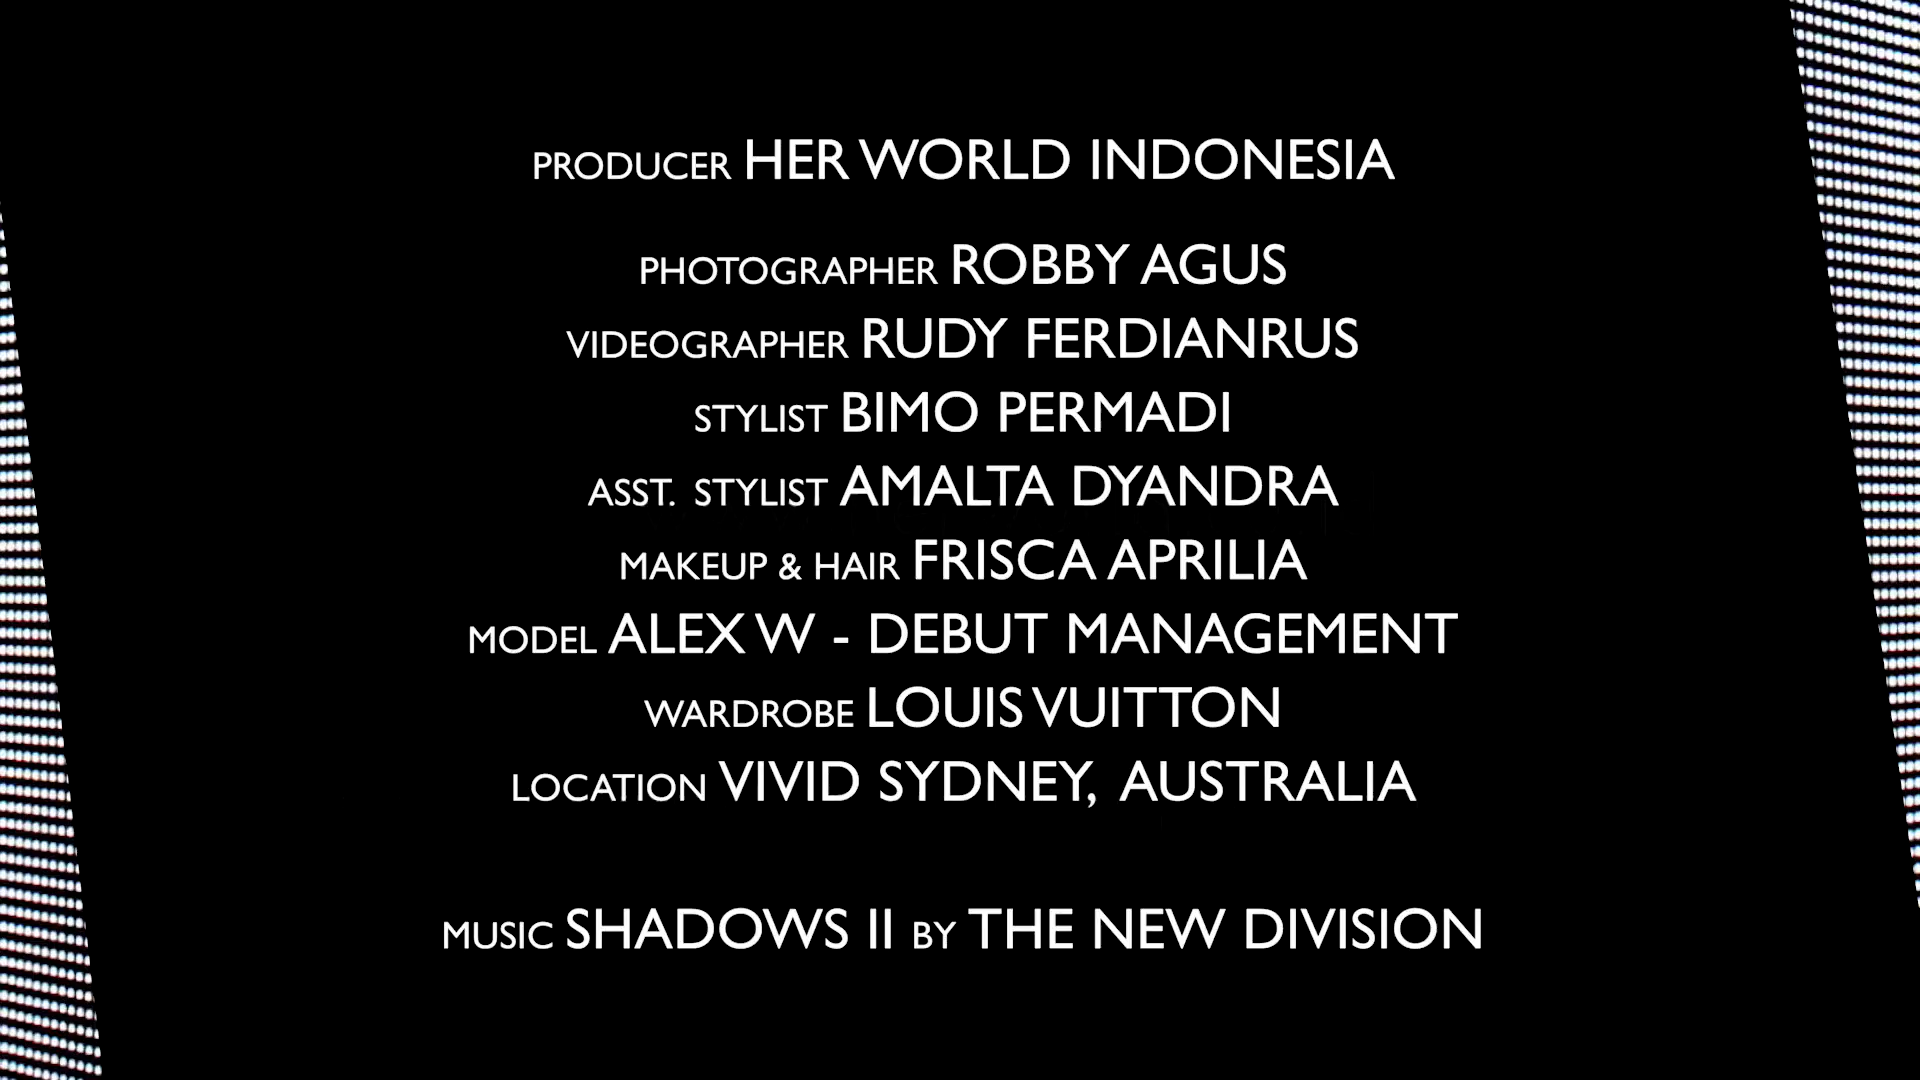 PRODUCER HER WORLD INDONESIA
PHOTOGRAPHER ROBBY AGUS
VIDEOGRAPHER RUDY FERDIANRUS
STYLIST BIMO PERMADI
ASST. STYLIST AMALTA DYANDRA
MAKEUP & HAIR FRISCA APRILIA
MODEL ALEX W - DEBUT MANAGEMENT
WARDROBE LOUIS VUITTON
LOCATION VIVID SYDNEY, AUSTRALIA
MUSIC SHADOWS II BY THE NEW DIVISION